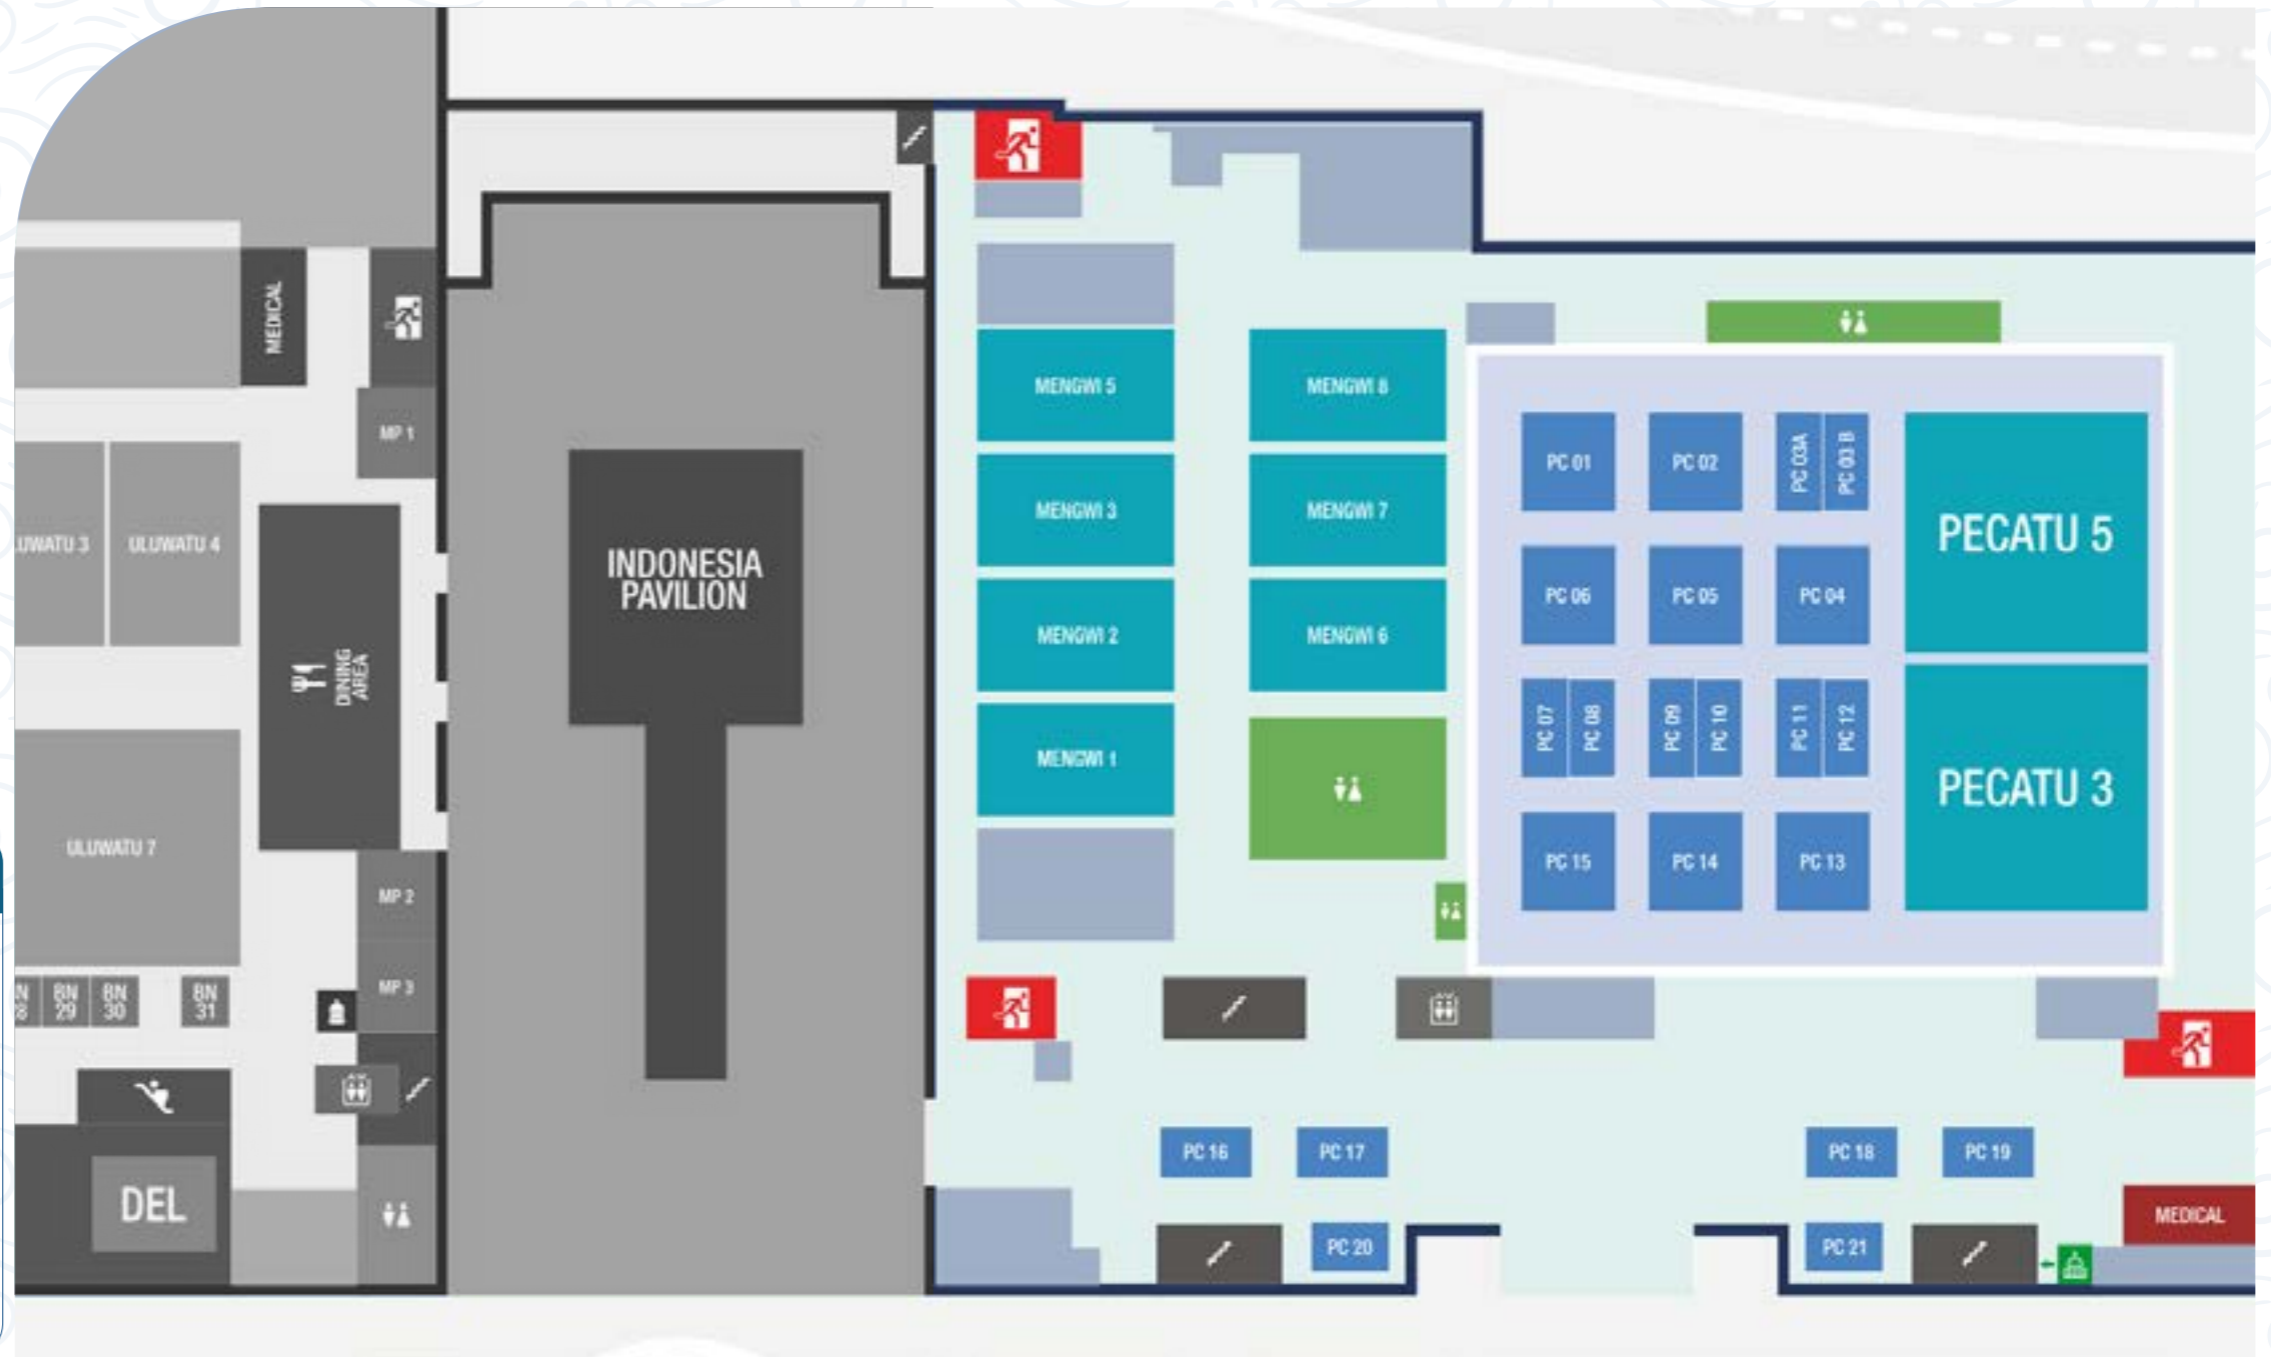 MEDICAL
MP 1
ULUWATU 4
DINING
AREA
ULUWATU 7
MP 2
MP 3
BN
29
BN
30
BN
31
DEL
INDONESIA
PAVILION
MENGWI 5
MENGWI 8
MENGWI 3
MENGWI 7
MENGWI 2
MENGWI 6
MENGWI 1
PC 01
PC 02
PC 03A
PC 03 B
PC 06
PC 05
PC 04
PC 07
PC 08
PC 09
PC 10
PC 11
PC 12
PC 15
PC 14
PC 13
PECATU 5
PECATU 3
PC 16
PC 17
PC 18
PC 19
PC 20
PC 21
MEDICAL